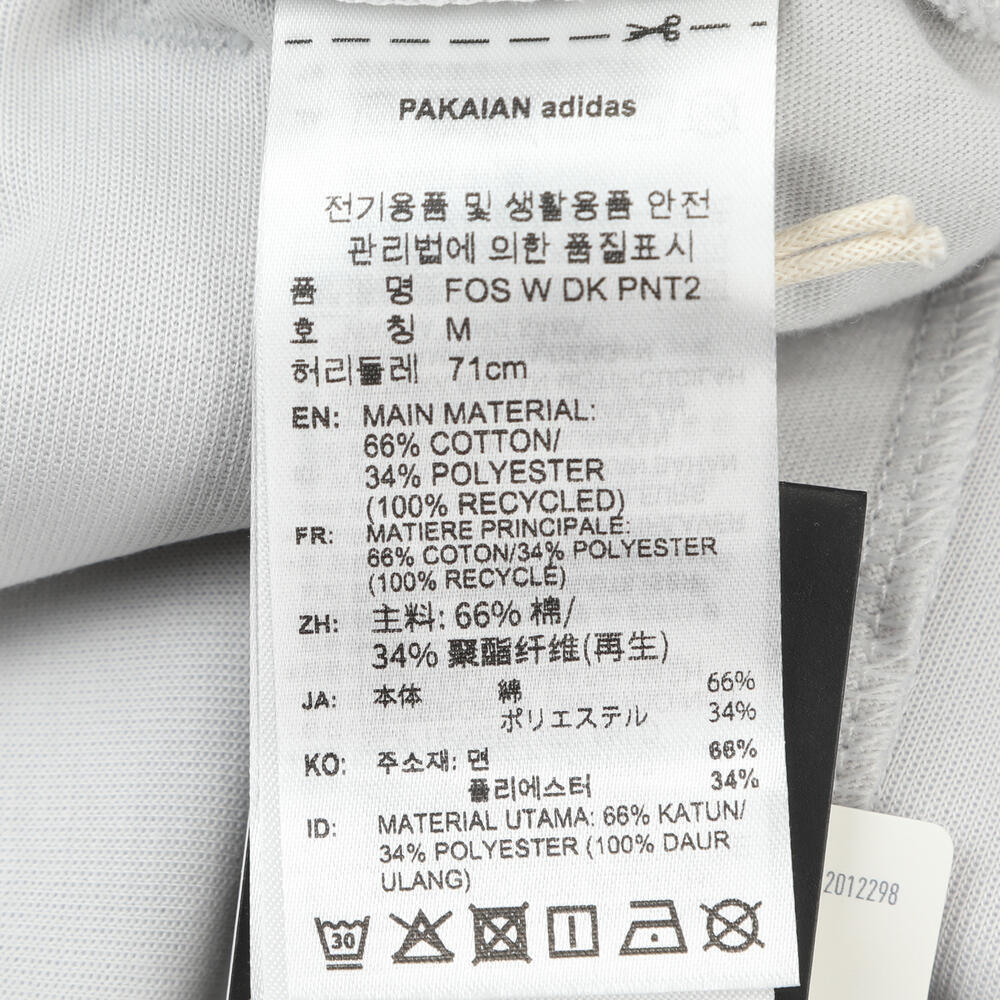 PAKAIAN adidas
전기용품 및 생활용품 안전
관리법에 의한 품질표시
품 명 FOS W DK PNT2
호 칭 M
허리둘레 71cm
EN: MAIN MATERIAL:
66% COTTON/
34% POLYESTER
(100% RECYCLED)
FR: MATIERE PRINCIPALE:
66% COTON/34% POLYESTER
(100% RECYCLÉ)
ZH: 主料: 66% 棉/
34% 聚酯纤维(再生)
JA: 本体 綿 66%
ポリエステル 34%
KO: 주소재: 면 66%
폴리에스터 34%
ID: MATERIAL UTAMA: 66% KATUN/
34% POLYESTER (100% DAUR
ULANG)
30
2012298